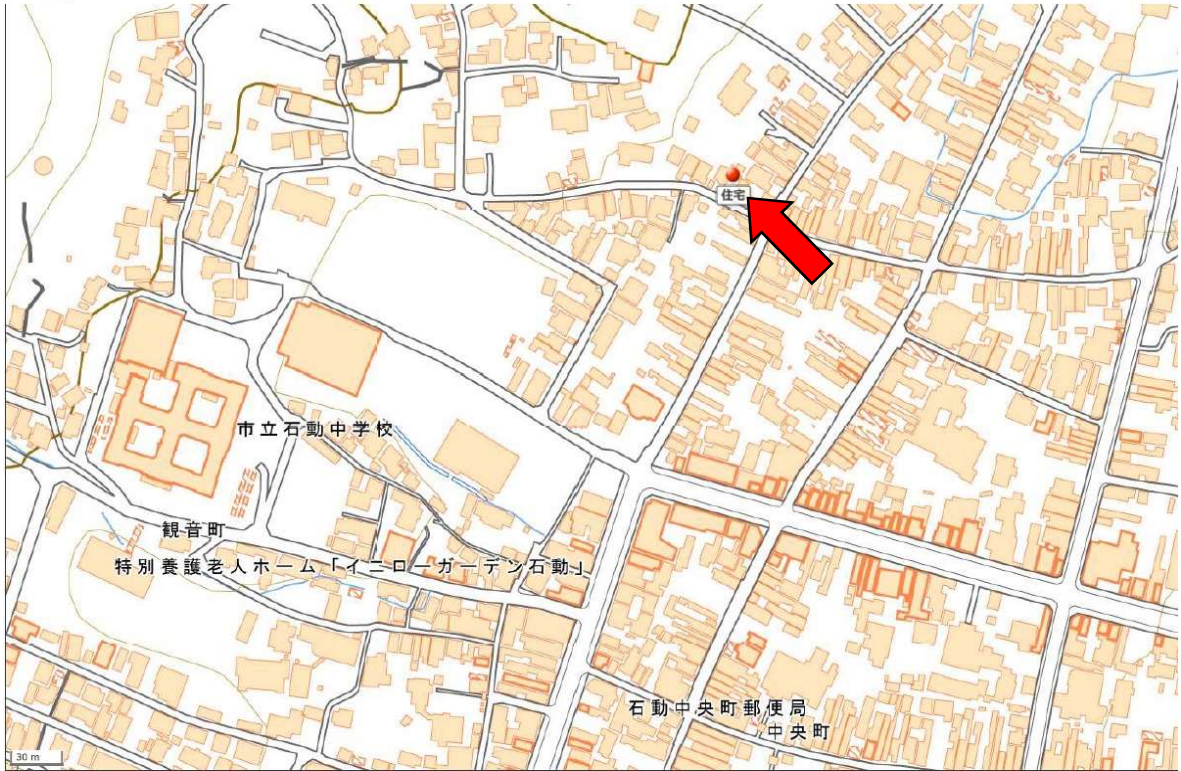 住宅
市立石動中学校
観音町
特別養護老人ホーム「イニローガーデン石動」
石動中央町郵便局
中央町
30 m